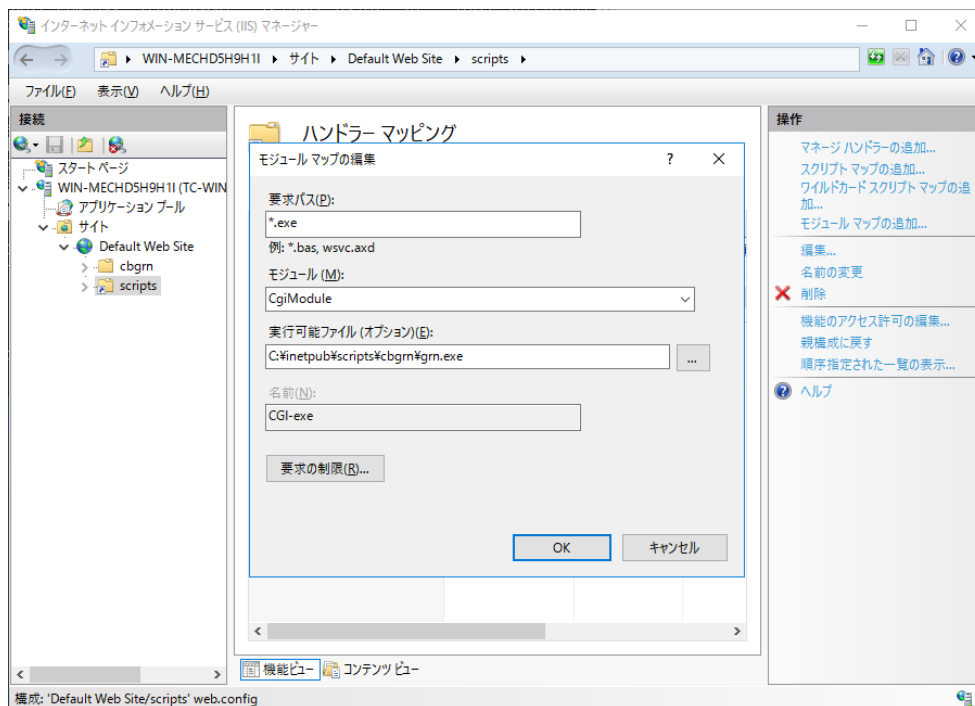 インターネット インフォメーション サービス (IIS) マネージャー
WIN-MECHD5H9H1I
サイト
Default Web Site
scripts
ファイル(F)
表示(V)
ヘルプ(H)
接続
スタート ページ
WIN-MECHD5H9H1I (TC-WIN
アプリケーション プール
サイト
Default Web Site
cbgrn
scripts
ハンドラー マッピング
モジュール マップの編集
要求パス(P):
*.exe
例: *.bas, wsvc.axd
モジュール (M):
CgiModule
実行可能ファイル (オプション)(E):
C:¥inetpub¥scripts¥cbgrn¥grn.exe
...
名前(N):
CGI-exe
要求の制限(R)...
OK
キャンセル
機能ビュー
コンテンツ ビュー
操作
マネージ ハンドラーの追加...
スクリプト マップの追加...
ワイルドカード スクリプト マップの追
加...
モジュール マップの追加...
編集...
名前の変更
削除
機能のアクセス許可の編集...
親構成に戻す
順序指定された一覧の表示...
ヘルプ
構成: 'Default Web Site/scripts' web.config